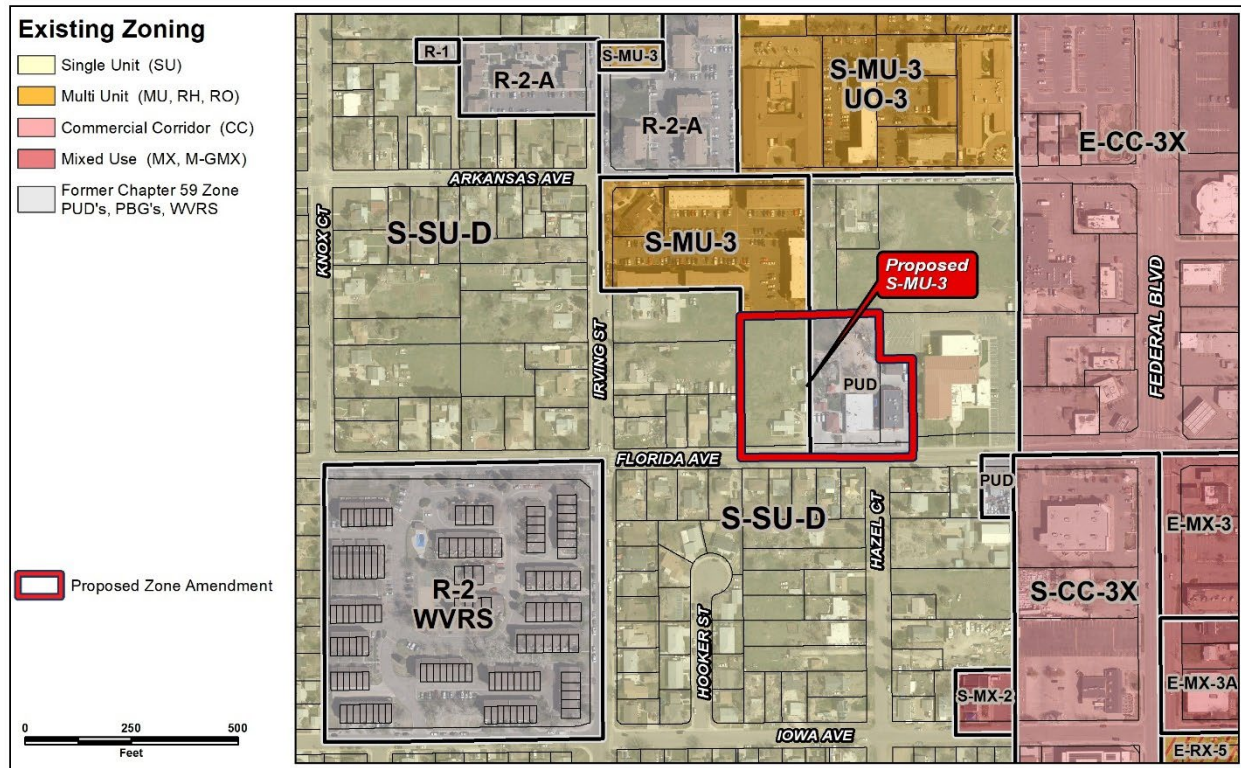 Existing Zoning
Single Unit (SU)
Multi Unit (MU, RH, RO)
Commercial Corridor (CC)
Mixed Use (MX, M-GMX)
Former Chapter 59 Zone
PUD's, PBG's, WVRS
Proposed Zone Amendment
0 250 500
Feet
R-1
R-2-A
S-MU-3
R-2-A
S-MU-3
UO-3
E-CC-3X
ARKANSAS AVE
KNOX CT
S-SU-D
IRVING ST
S-MU-3
Proposed
S-MU-3
FEDERAL BLVD
PUD
FLORIDA AVE
R-2
WVRS
S-SU-D
HOOKER ST
HAZEL CT
PUD
S-CC-3X
E-MX-3
S-MX-2
E-MX-3A
IOWA AVE
E-RX-5